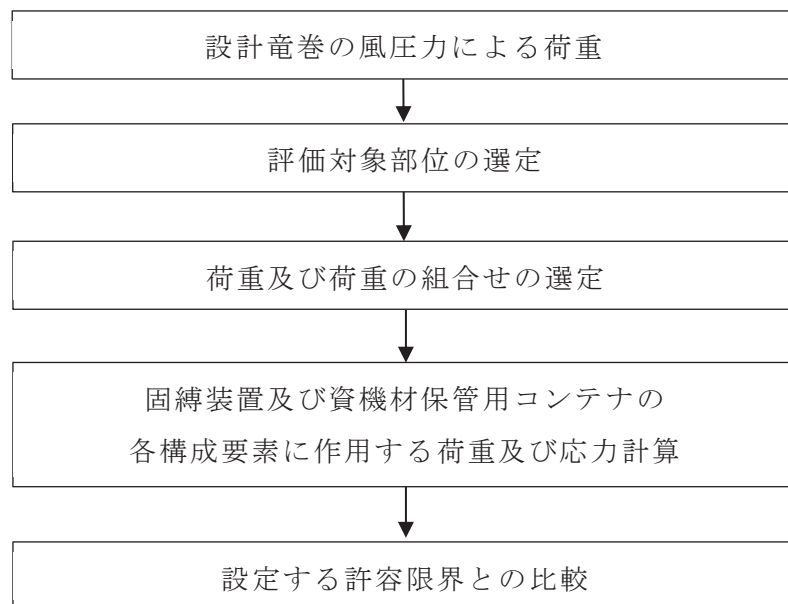 設計竜巻の風圧力による荷重
評価対象部位の選定
荷重及び荷重の組合せの選定
固縛装置及び資機材保管用コンテナの
各構成要素に作用する荷重及び応力計算
設定する許容限界との比較